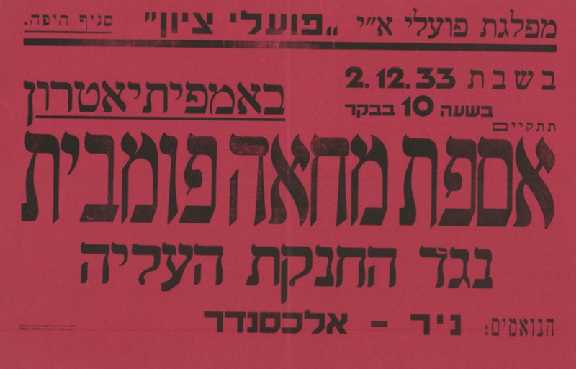 מפלגת פועלי א״י „פועלי ציון” סניף חיפה.
בשבת 2.12.33
בשעה 10 בבקר
באמפיתיאטרון
תתקיים
אספת מחאה פומבית
נגד החנקת העליה
הנואמים: ניר - אלכסנדר